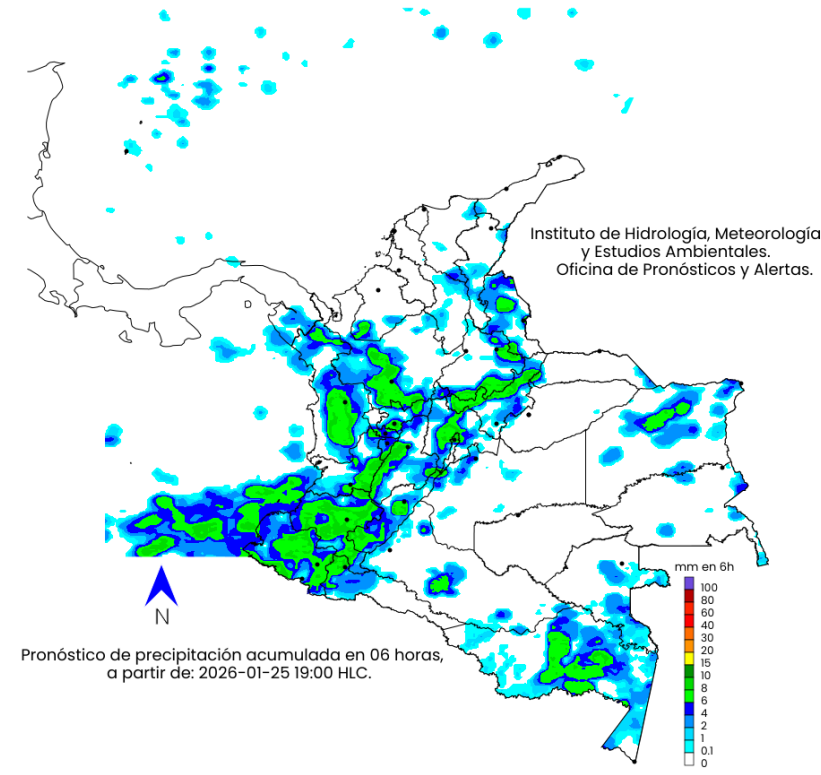 Instituto de Hidrología, Meteorología
y Estudios Ambientales.
Oficina de Pronósticos y Alertas.
mm en 6h
100
80
60
40
30
20
15
10
8
6
4
2
1
0.1
0
N
Pronóstico de precipitación acumulada en 06 horas,
a partir de: 2026-01-25 19:00 HLC.